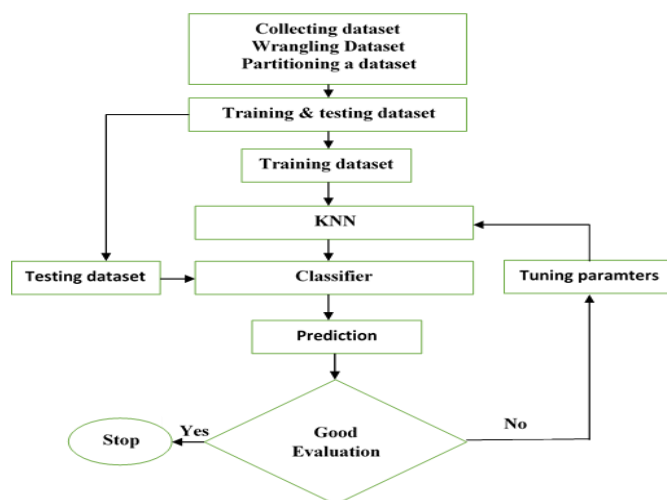 Collecting dataset
Wrangling Dataset
Partitioning a dataset
Training & testing dataset
Training dataset
KNN
Testing dataset
Classifier
Tuning paramters
Prediction
Good
Evaluation
Yes
No
Stop